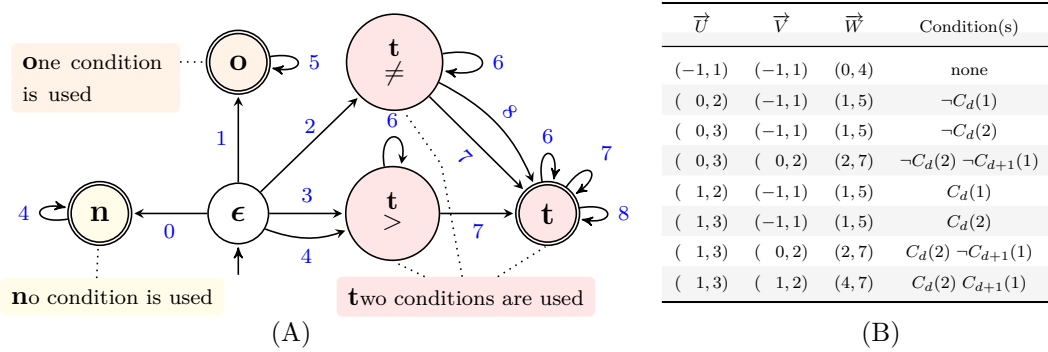 one condition
is used
o
5
t
≠
6
1
2
8
6
7
6
7
t
>
4
n
0
ϵ
3
4
7
t
8
no condition is used
two conditions are used
(A)
U V W Condition(s)
(−1, 1) (−1, 1) (0, 4) none
( 0, 2) (−1, 1) (1, 5) ¬C_d(1)
( 0, 3) (−1, 1) (1, 5) ¬C_d(2)
( 0, 3) ( 0, 2) (2, 7) ¬C_d(2) ¬C_{d+1}(1)
( 1, 2) (−1, 1) (1, 5) C_d(1)
( 1, 3) (−1, 1) (1, 5) C_d(2)
( 1, 3) ( 0, 2) (2, 7) C_d(2) ¬C_{d+1}(1)
( 1, 3) ( 1, 2) (4, 7) C_d(2) C_{d+1}(1)
(B)